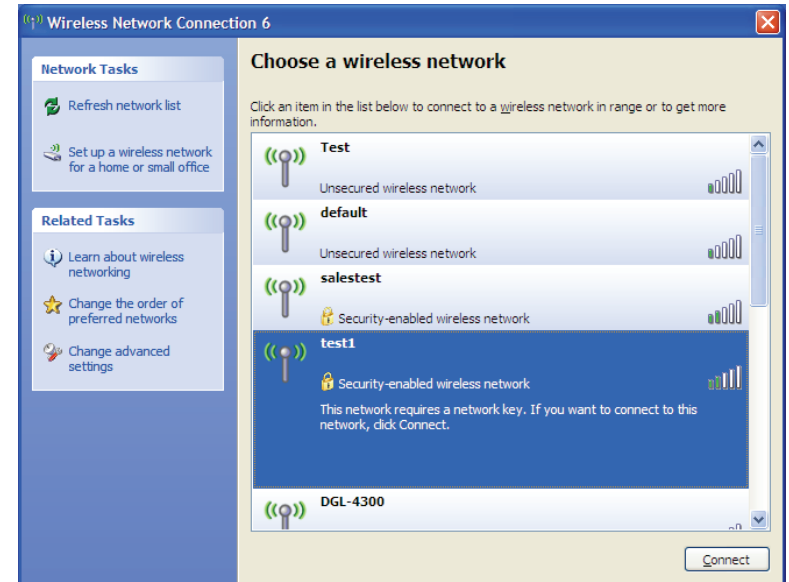 Wireless Network Connection 6
Network Tasks
Refresh network list
Set up a wireless network
for a home or small office
Related Tasks
Learn about wireless
networking
Change the order of
preferred networks
Change advanced
settings
Choose a wireless network
Click an item in the list below to connect to a wireless network in range or to get more
information.
Test
Unsecured wireless network
default
Unsecured wireless network
salestest
Security-enabled wireless network
test1
Security-enabled wireless network
This network requires a network key. If you want to connect to this
network, click Connect.
DGL-4300
Connect